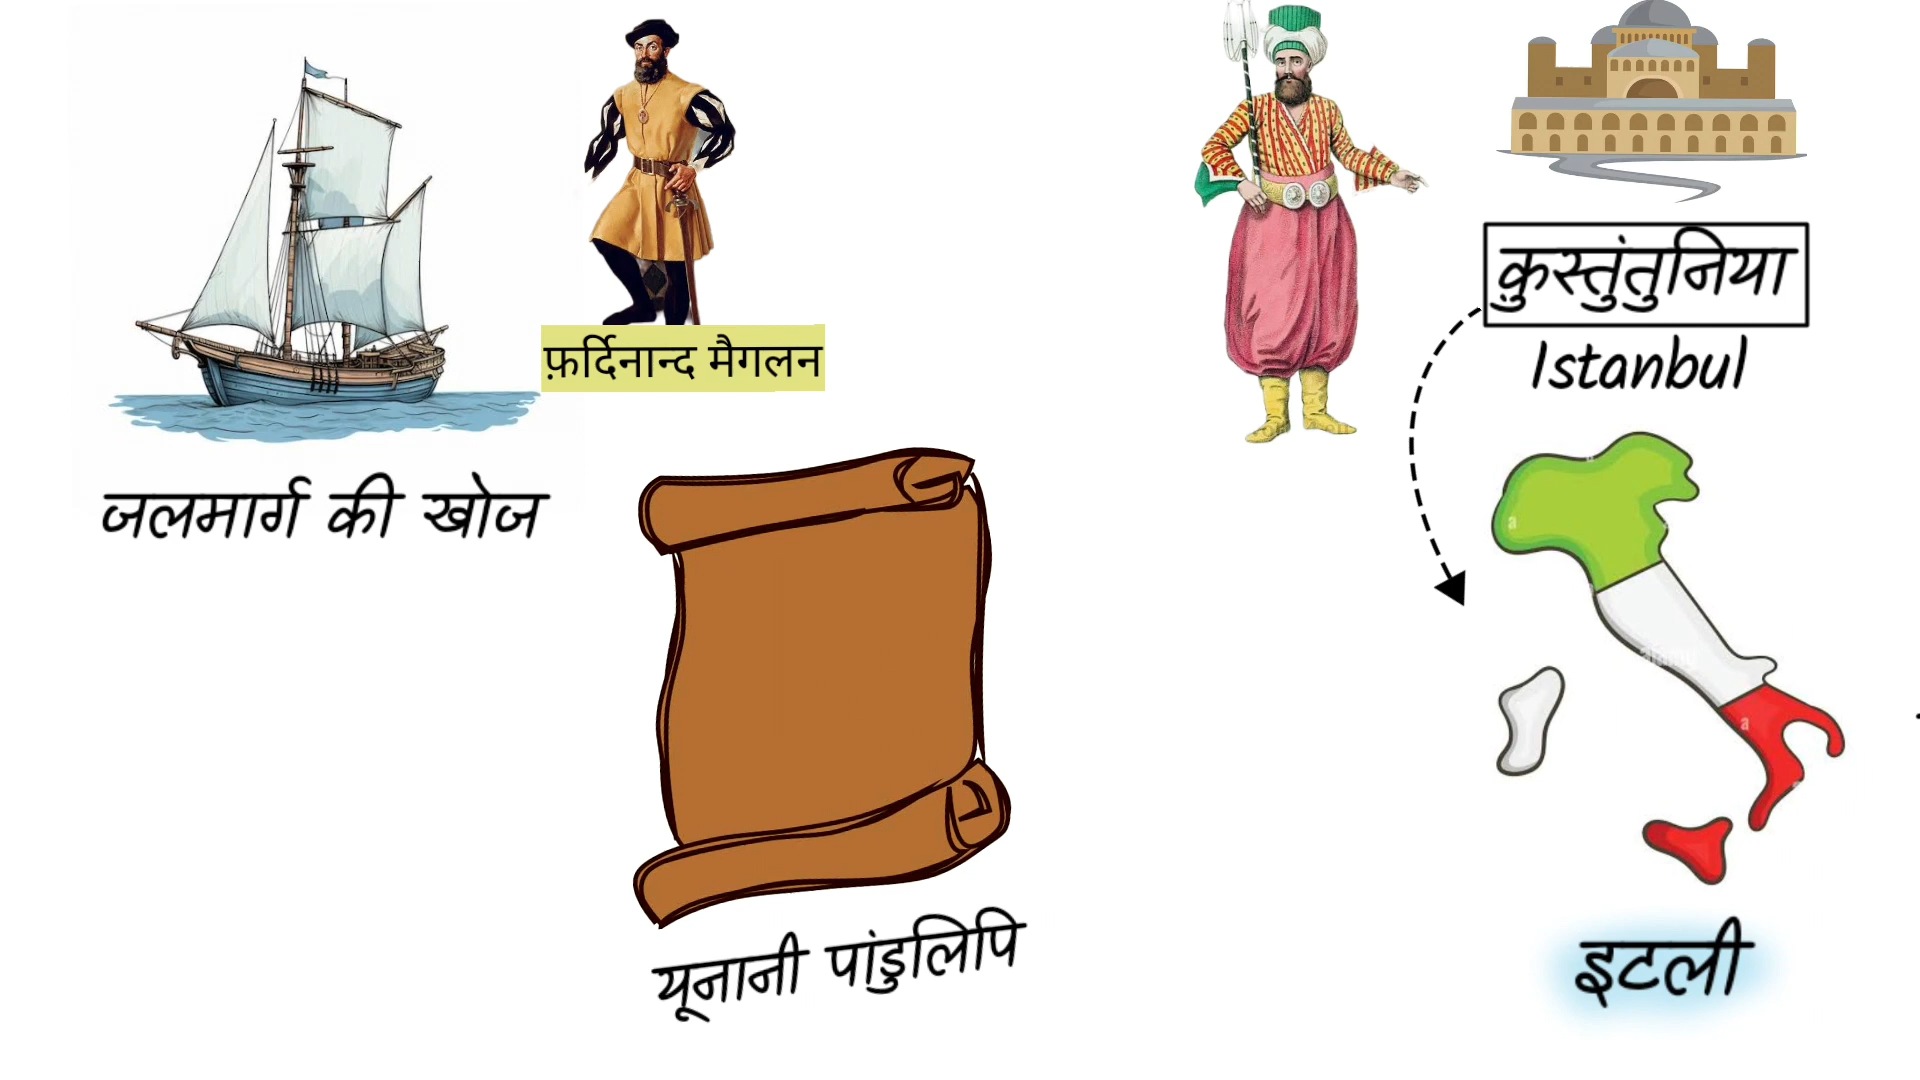 फ़र्दिनान्द मैगलन
क़ुस्तुंतुनिया
Istanbul
जलमार्ग की खोज
यूनानी पांडुलिपि
इटली